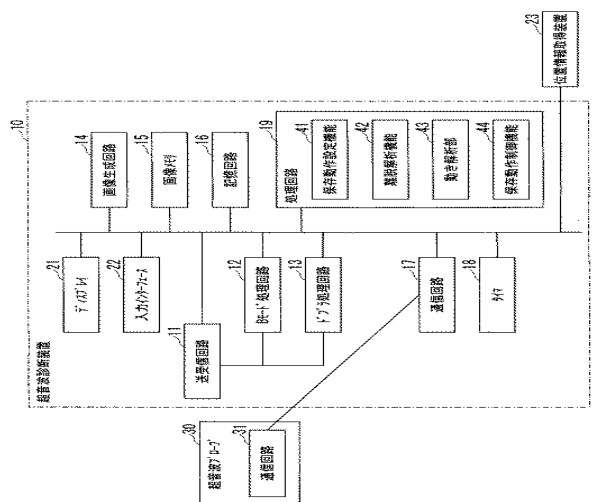 10
超音波診断装置
21
ディスプレイ
22
入力インターフェース
11
送受信回路
12
Bモード処理回路
13
ドプラ処理回路
17
通信回路
18
タイマ
14
画像生成回路
15
画像メモリ
16
記憶回路
19
処理回路
41
保存動作設定機能
42
離脱解析機能
43
動き解析部
44
保存動作制御機能
23
位置情報取得装置
30
超音波プローブ
31
通信回路